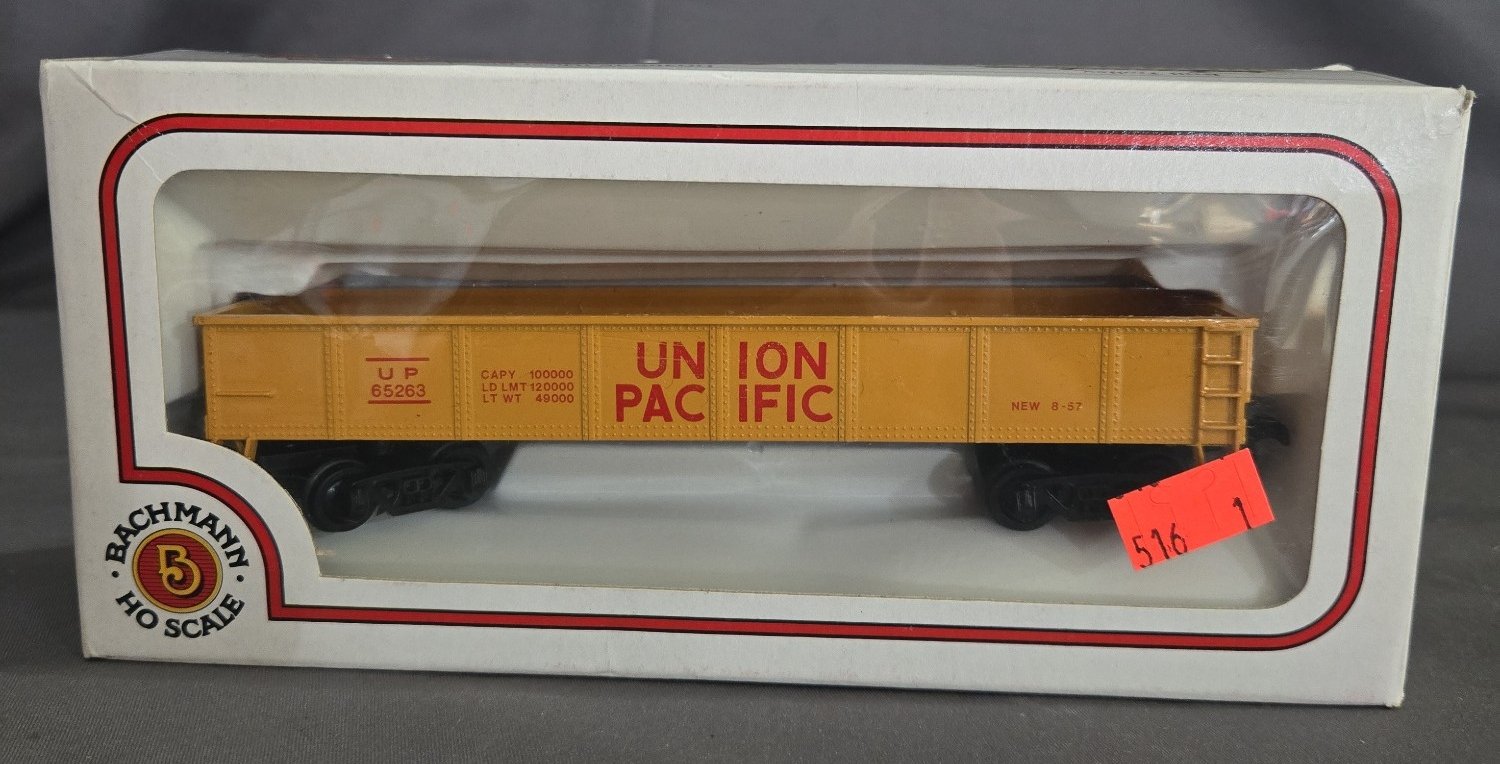 UP
65263
CAPY 100000
LD LMT 120000
LT WT 49000
UNION
PACIFIC
NEW 8-57
516 1
BACHMANN
B
HO SCALE